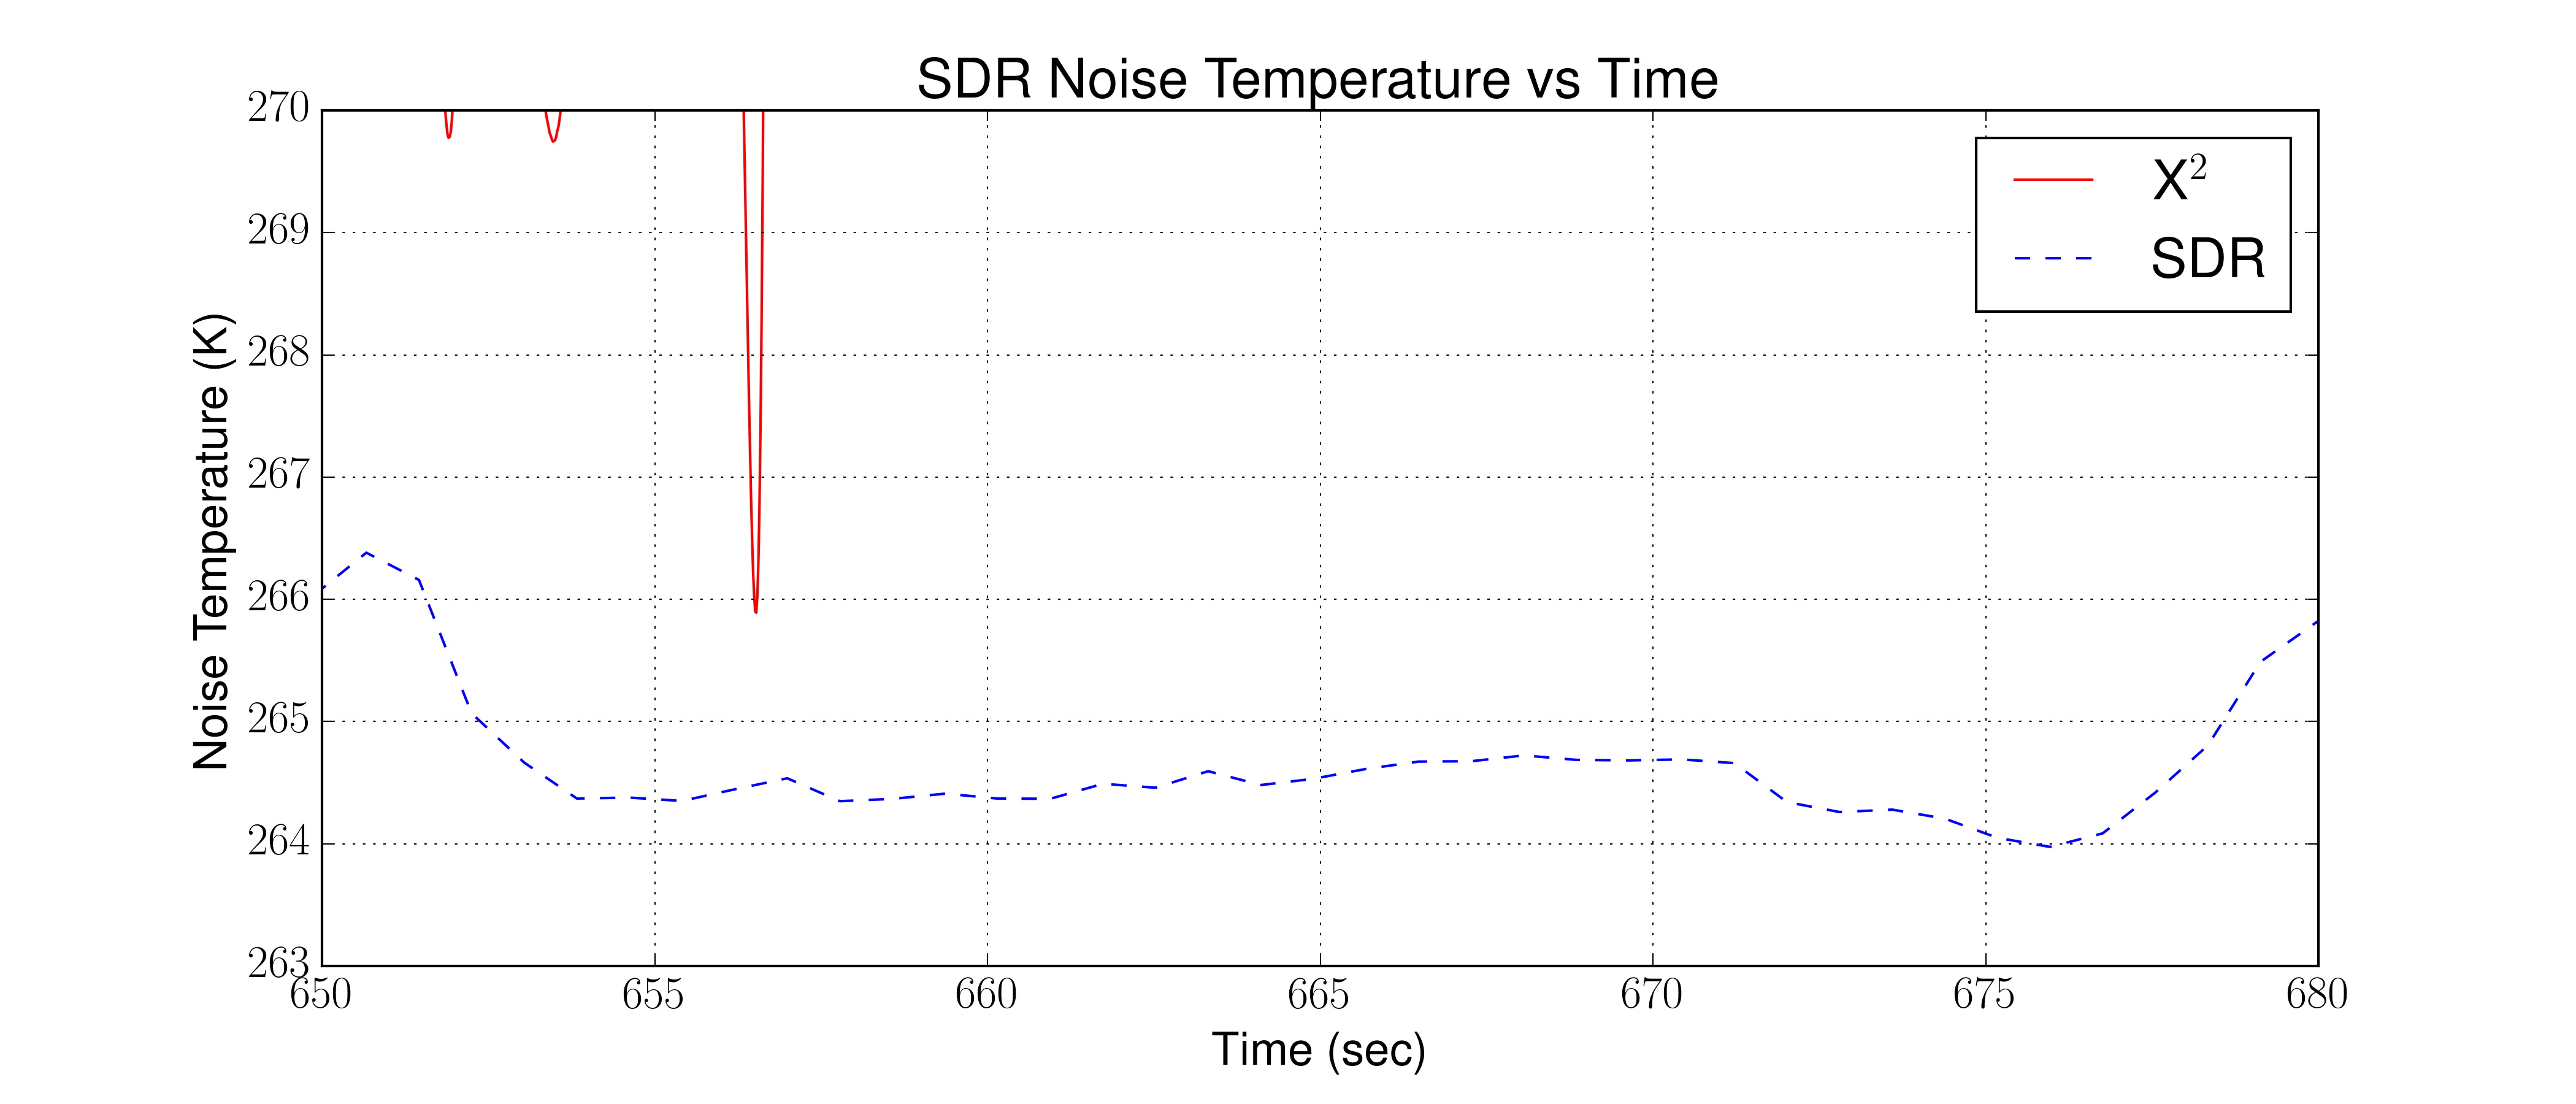 SDR Noise Temperature vs Time
270
269
268
267
266
265
264
263
Noise Temperature (K)
X²
SDR
650 655 660 665 670 675 680
Time (sec)